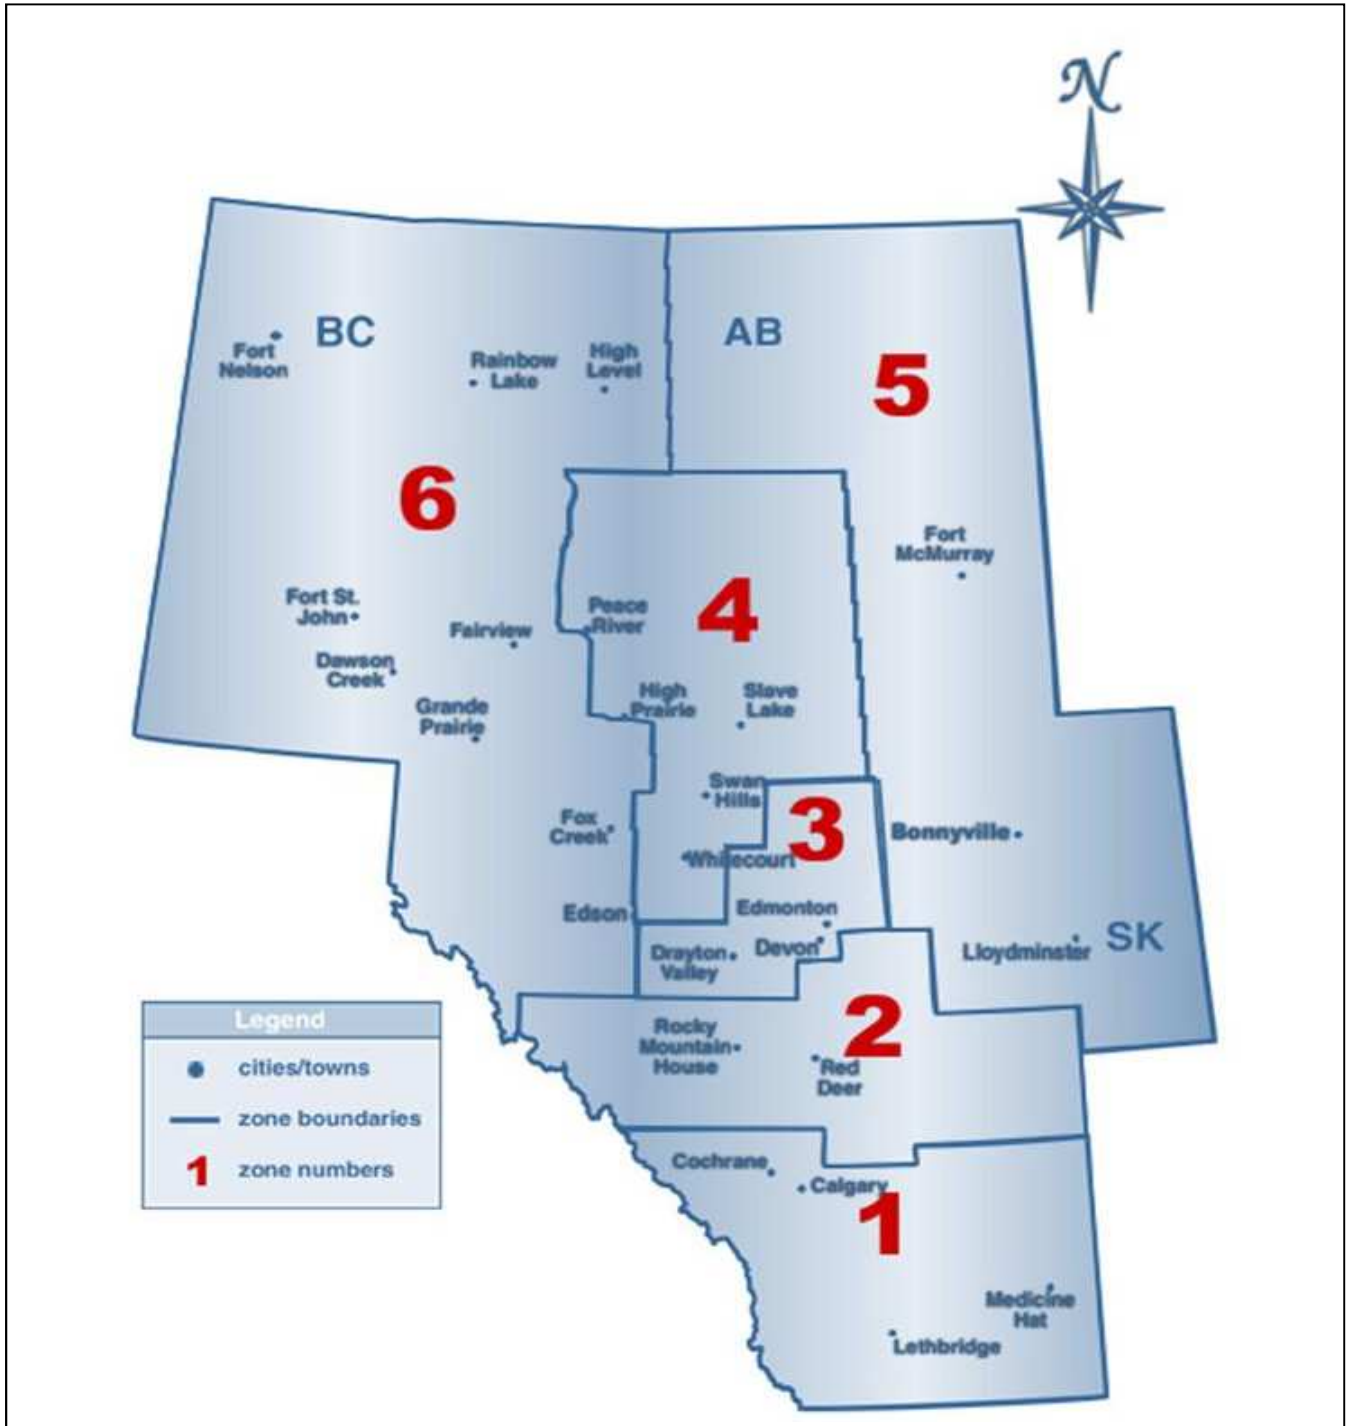 N
BC
AB
5
Fort
Nelson
Rainbow
Lake
High
Level
6
Fort
McMurray
4
Fort St.
John
Fairview
Peace
River
Dawson
Creek
High
Prairie
Slave
Lake
Grande
Prairie
Swan
Hills
3
Fox
Creek
Bonnyville
Whitecourt
Edson
Edmonton
SK
Drayton
Valley
Devon
Lloydminster
Legend
cities/towns
zone boundaries
1 zone numbers
2
Rocky
Mountain
House
Red
Deer
Cochrane
Calgary
1
Medicine
Hat
Lethbridge